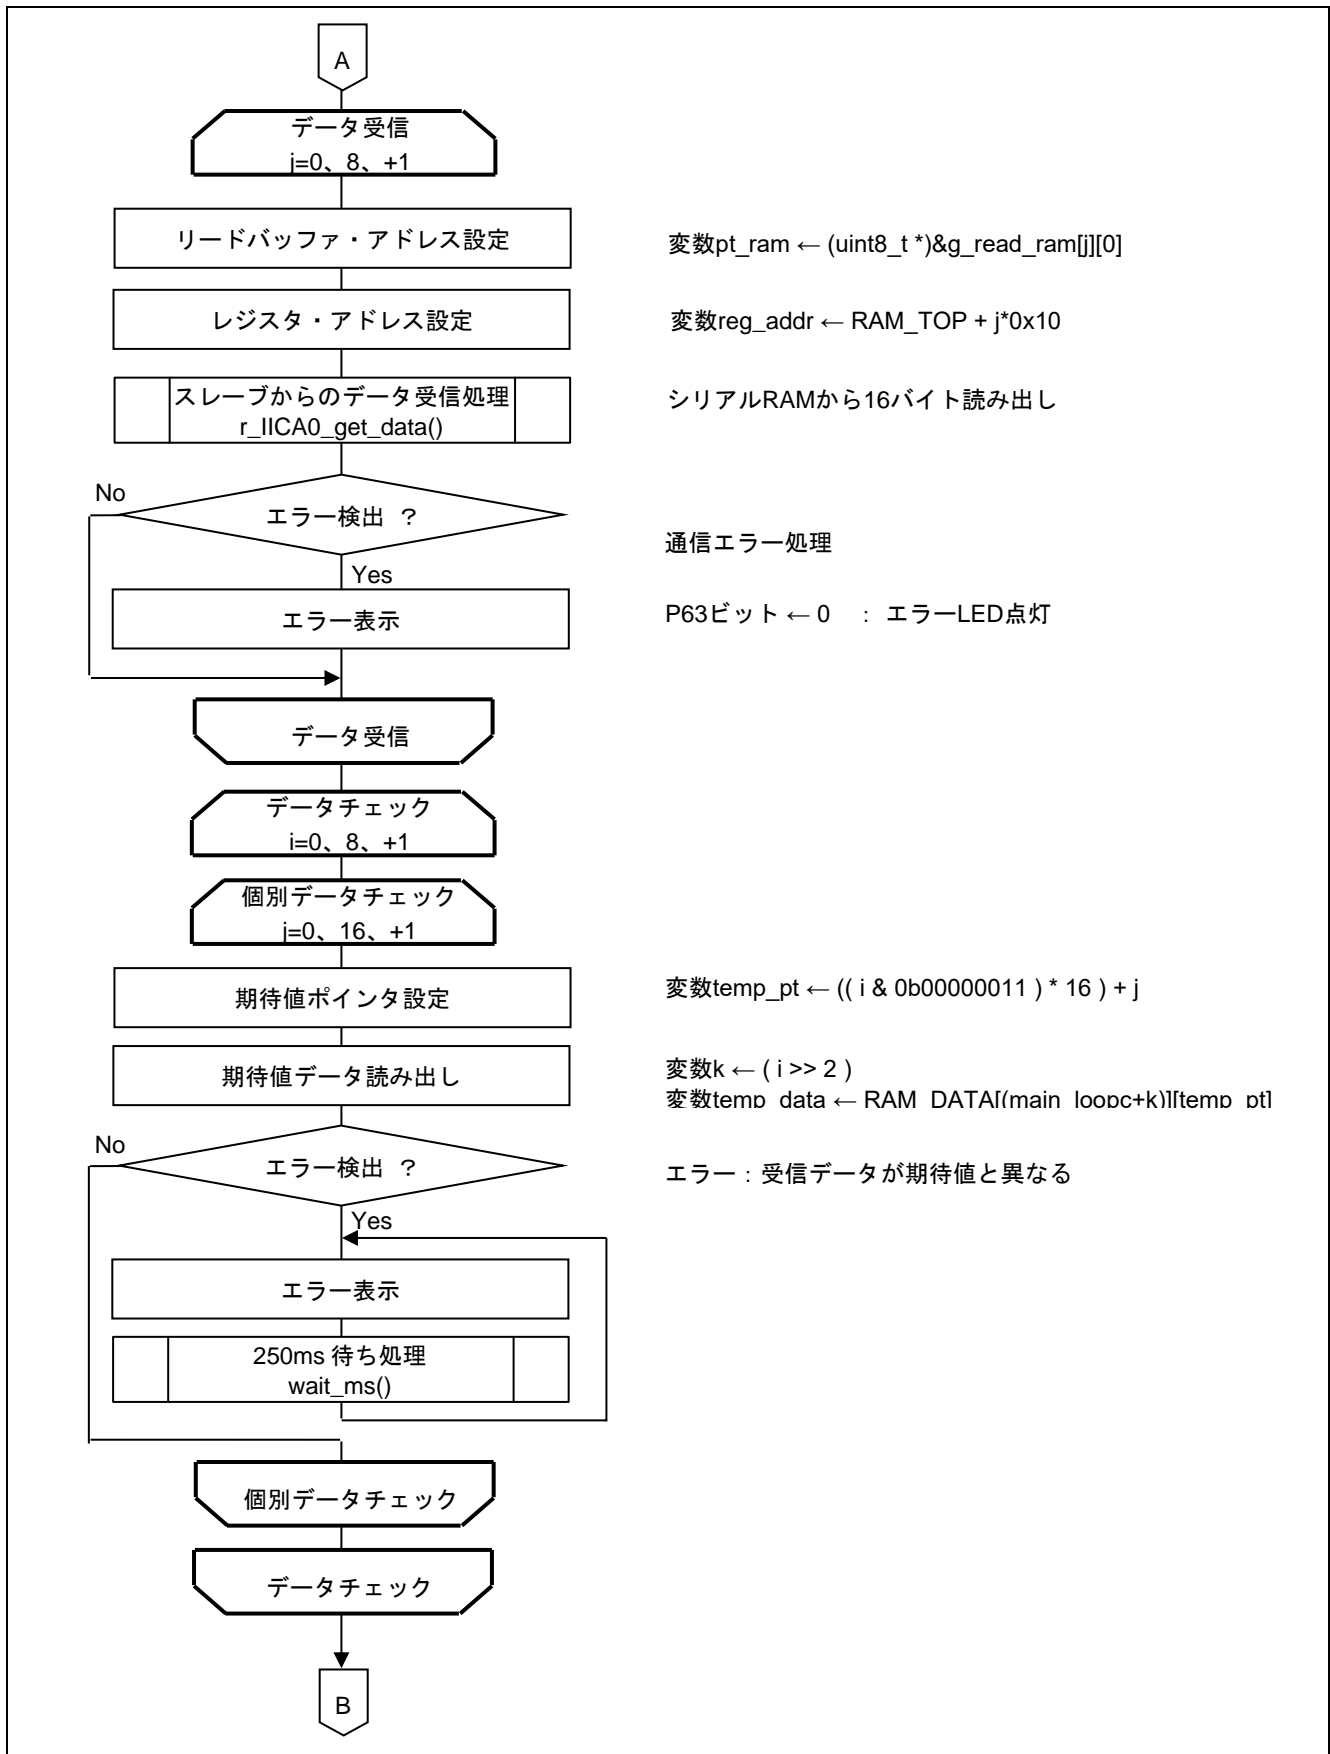 A
データ受信
j=0、8、+1
リードバッファ・アドレス設定
変数pt_ram ← (uint8_t *)&g_read_ram[j][0]
レジスタ・アドレス設定
変数reg_addr ← RAM_TOP + j*0x10
スレーブからのデータ受信処理
r_IICA0_get_data()
シリアルRAMから16バイト読み出し
No
エラー検出 ?
通信エラー処理
Yes
エラー表示
P63ビット ← 0 : エラーLED点灯
データ受信
データチェック
i=0、8、+1
個別データチェック
j=0、16、+1
期待値ポインタ設定
変数temp_pt ← (( i & 0b00000011 ) * 16 ) + j
期待値データ読み出し
変数k ← ( i >> 2 )
変数temp_data ← RAM_DATA[(main_loopc+k)][temp_pt]
No
エラー検出 ?
エラー:受信データが期待値と異なる
Yes
エラー表示
250ms 待ち処理
wait_ms()
個別データチェック
データチェック
B